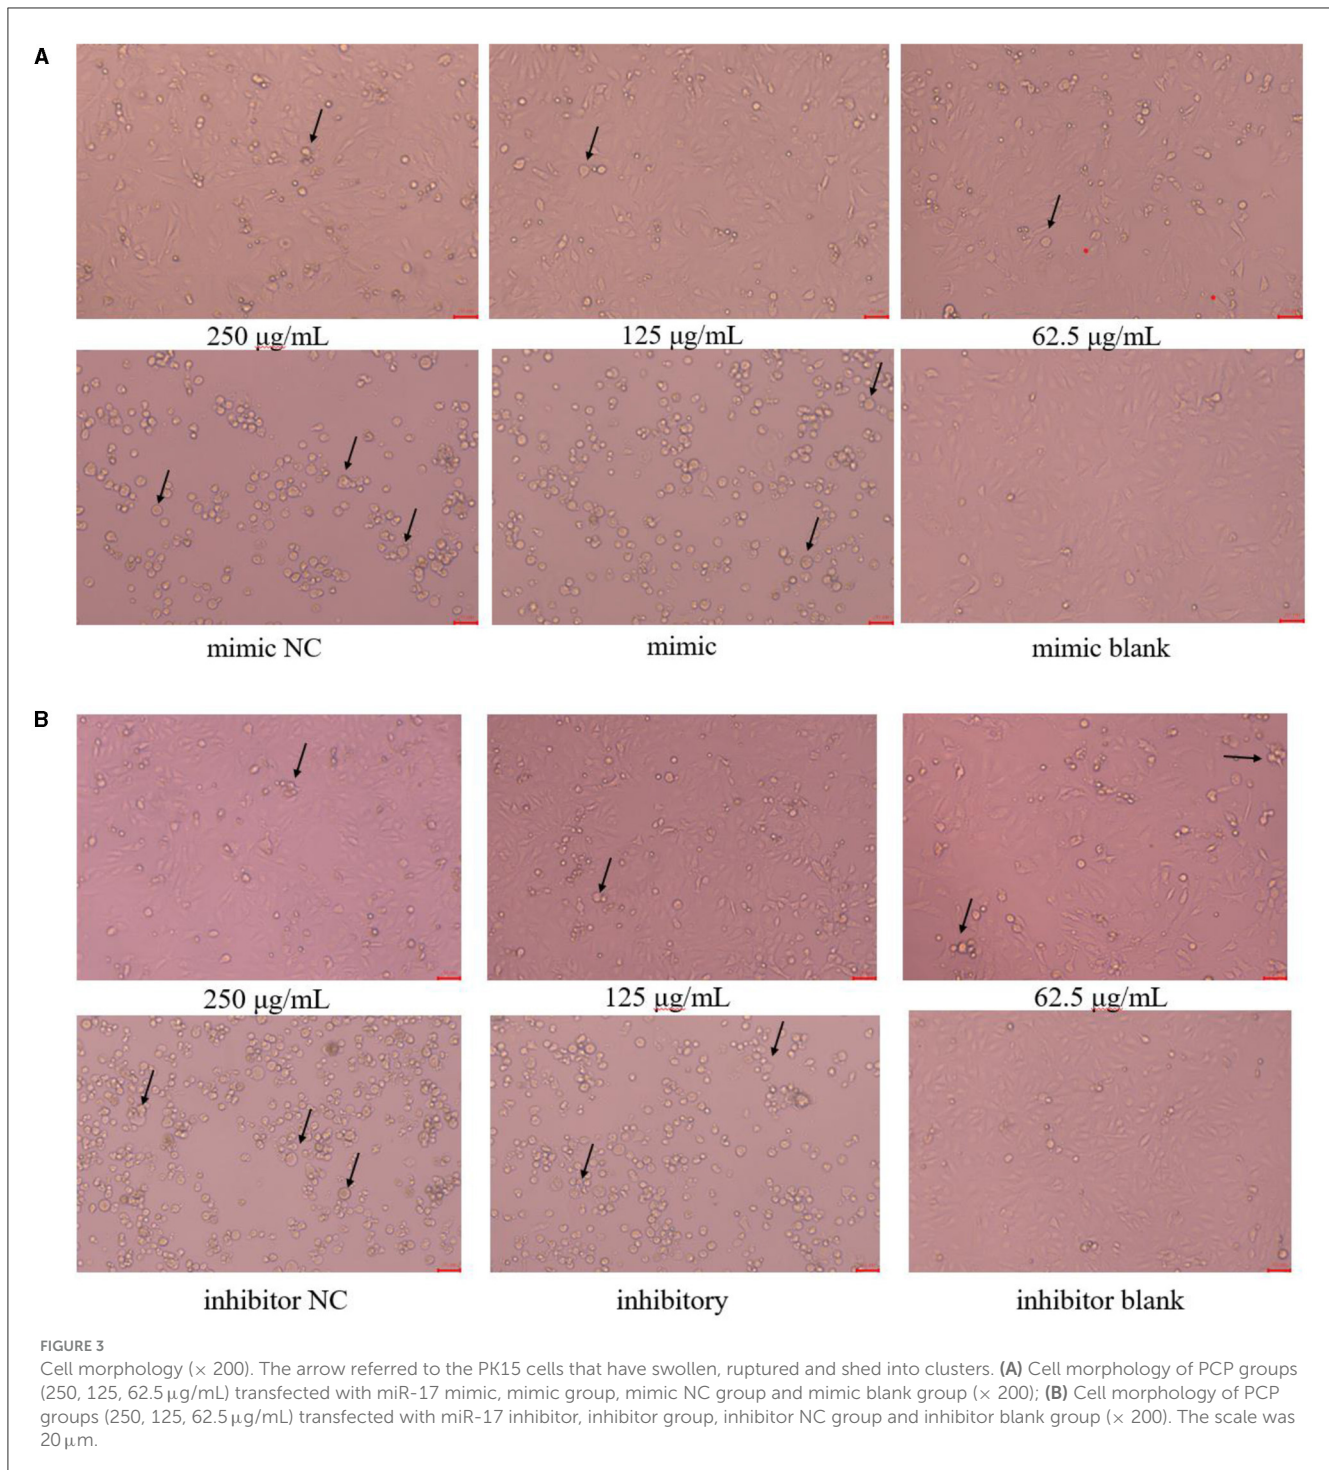 A
250 μg/mL
125 μg/mL
62.5 μg/mL
mimic NC
mimic
mimic blank
B
250 μg/mL
125 μg/mL
62.5 μg/mL
inhibitor NC
inhibitory
inhibitor blank
FIGURE 3
Cell morphology (× 200). The arrow referred to the PK15 cells that have swollen, ruptured and shed into clusters. (A) Cell morphology of PCP groups
(250, 125, 62.5 μg/mL) transfected with miR-17 mimic, mimic group, mimic NC group and mimic blank group (× 200); (B) Cell morphology of PCP
groups (250, 125, 62.5 μg/mL) transfected with miR-17 inhibitor, inhibitor group, inhibitor NC group and inhibitor blank group (× 200). The scale was
20 μm.